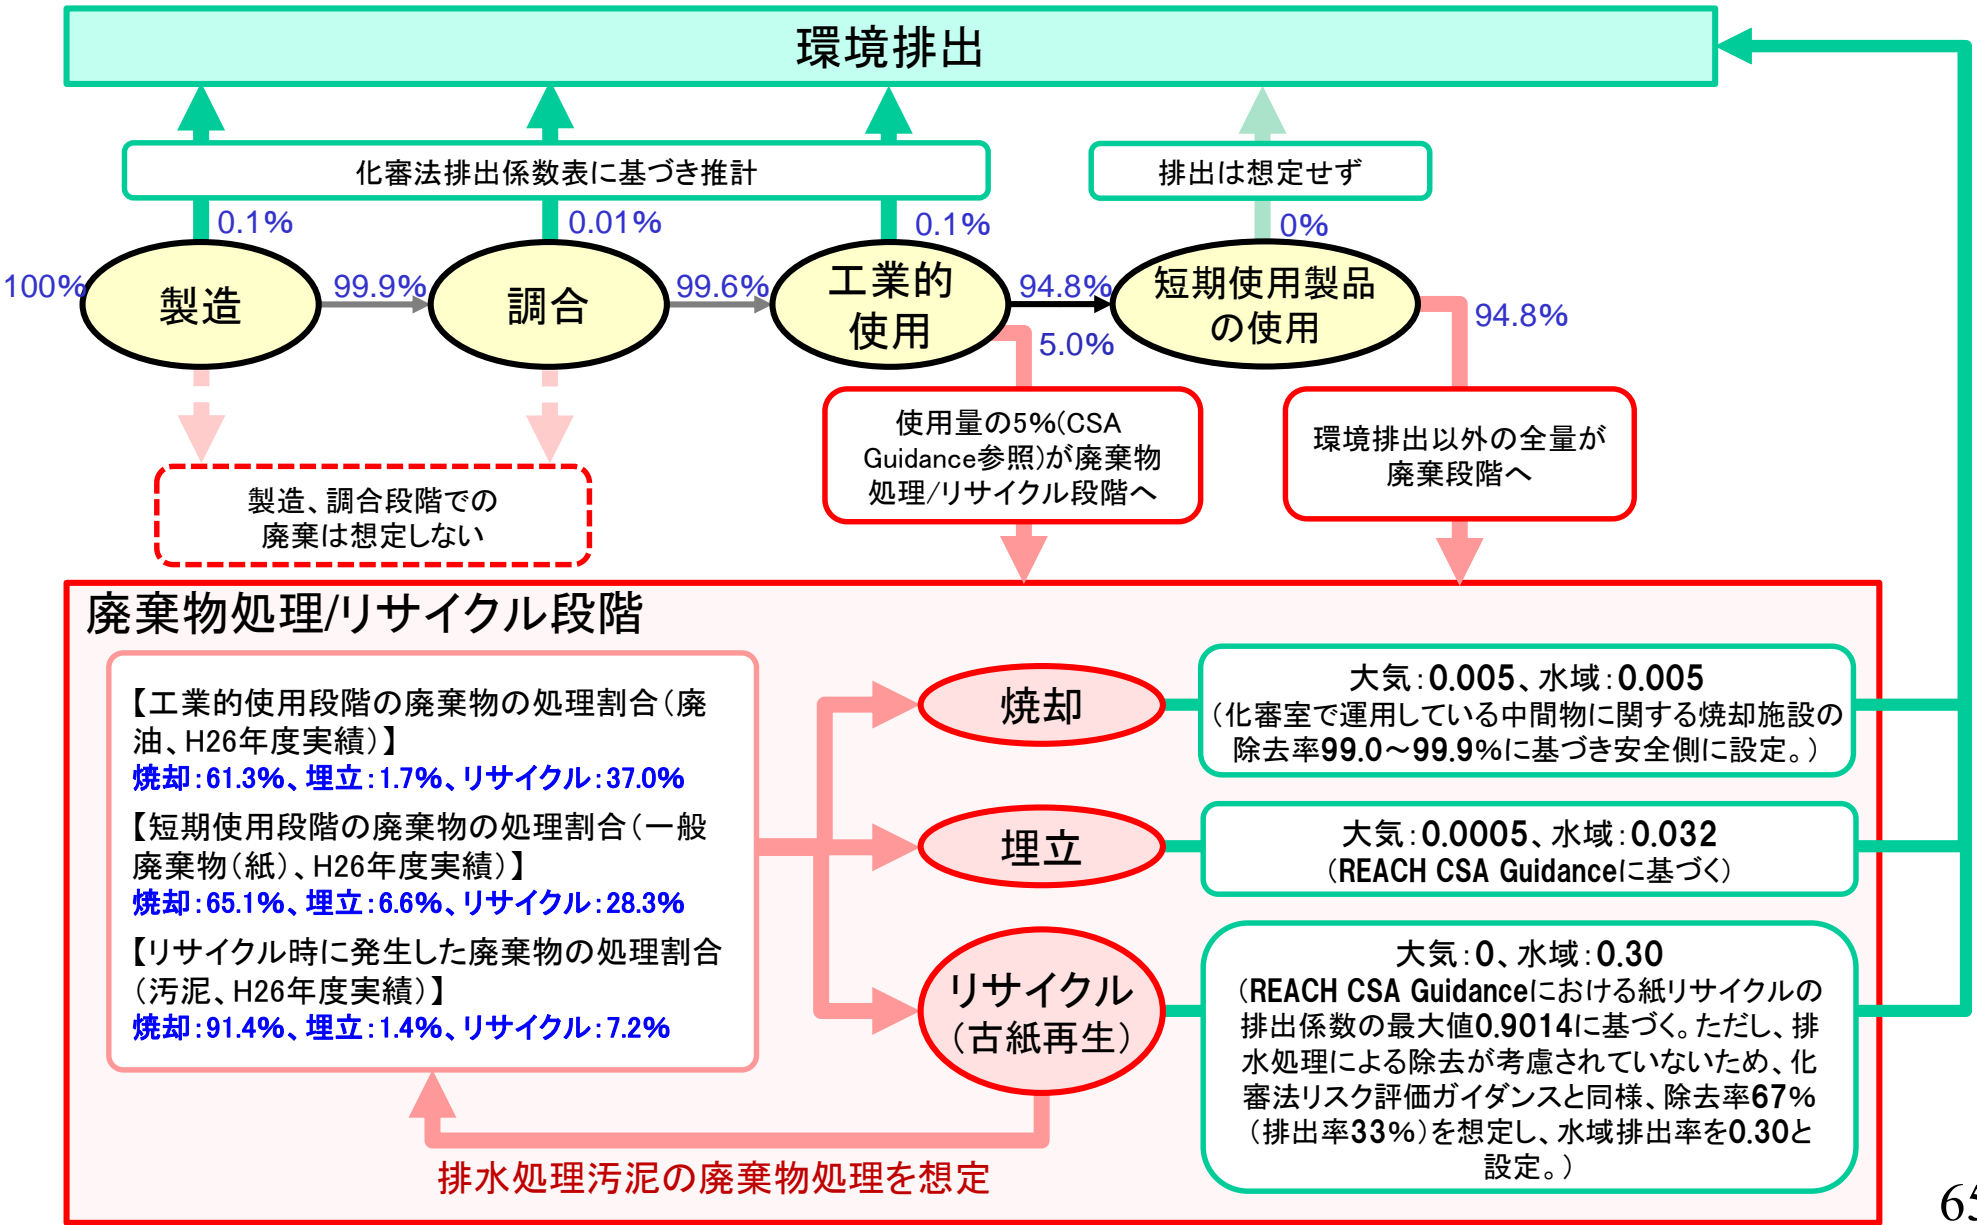 環境排出
化審法排出係数表に基づき推計
排出は想定せず
0.1%
0.01%
0.1%
0%
100%
製造
99.9%
調合
99.6%
工業的
使用
94.8%
短期使用製品
の使用
94.8%
5.0%
使用量の5%(CSA
Guidance参照)が廃棄物
処理/リサイクル段階へ
環境排出以外の全量が
廃棄段階へ
製造、調合段階での
廃棄は想定しない
廃棄物処理/リサイクル段階
【工業的使用段階の廃棄物の処理割合(廃
油、H26年度実績)】
焼却:61.3%、埋立:1.7%、リサイクル:37.0%
【短期使用段階の廃棄物の処理割合(一般
廃棄物(紙)、H26年度実績)】
焼却:65.1%、埋立:6.6%、リサイクル:28.3%
【リサイクル時に発生した廃棄物の処理割合
(汚泥、H26年度実績)】
焼却:91.4%、埋立:1.4%、リサイクル:7.2%
焼却
大気:0.005、水域:0.005
(化審室で運用している中間物に関する焼却施設の
除去率99.0~99.9%に基づき安全側に設定。)
埋立
大気:0.0005、水域:0.032
(REACH CSA Guidanceに基づく)
リサイクル
(古紙再生)
大気:0、水域:0.30
(REACH CSA Guidanceにおける紙リサイクルの
排出係数の最大値0.9014に基づく。ただし、排
水処理による除去が考慮されていないため、化
審法リスク評価ガイダンスと同様、除去率67%
(排出率33%)を想定し、水域排出率を0.30と
設定。)
排水処理汚泥の廃棄物処理を想定
65